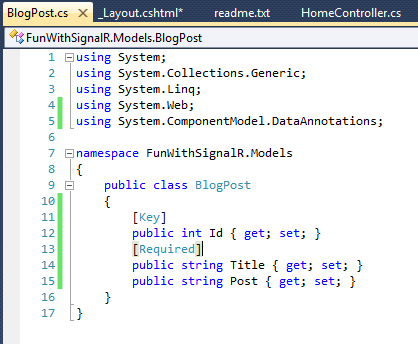 BlogPost.cs × _Layout.cshtml* readme.txt HomeController.cs
FunWithSignalR.Models.BlogPost
1 using System;
2 using System.Collections.Generic;
3 using System.Linq;
4 using System.Web;
5 using System.ComponentModel.DataAnnotations;
6
7 namespace FunWithSignalR.Models
8 {
9 public class BlogPost
10 {
11 [Key]
12 public int Id { get; set; }
13 [Required]
14 public string Title { get; set; }
15 public string Post { get; set; }
16 }
17 }